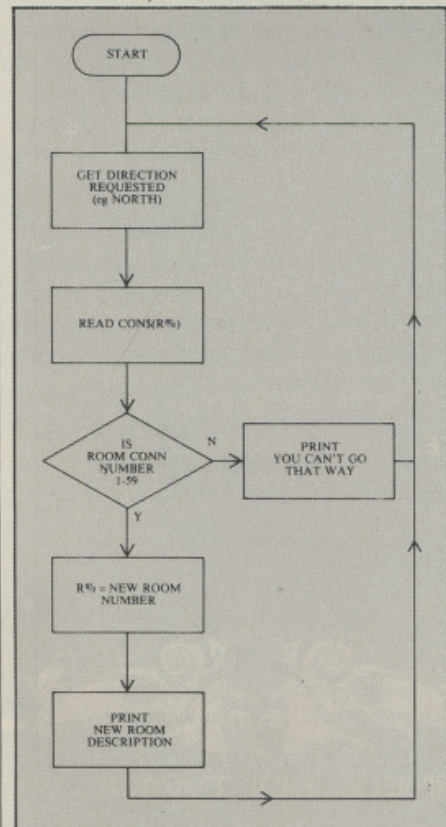 START
GET DIRECTION
REQUESTED
(eg NORTH)
READ CON$(R%)
IS
ROOM CONN
NUMBER
1-59
N
PRINT
YOU CAN'T GO
THAT WAY
Y
R% = NEW ROOM
NUMBER
PRINT
NEW ROOM
DESCRIPTION